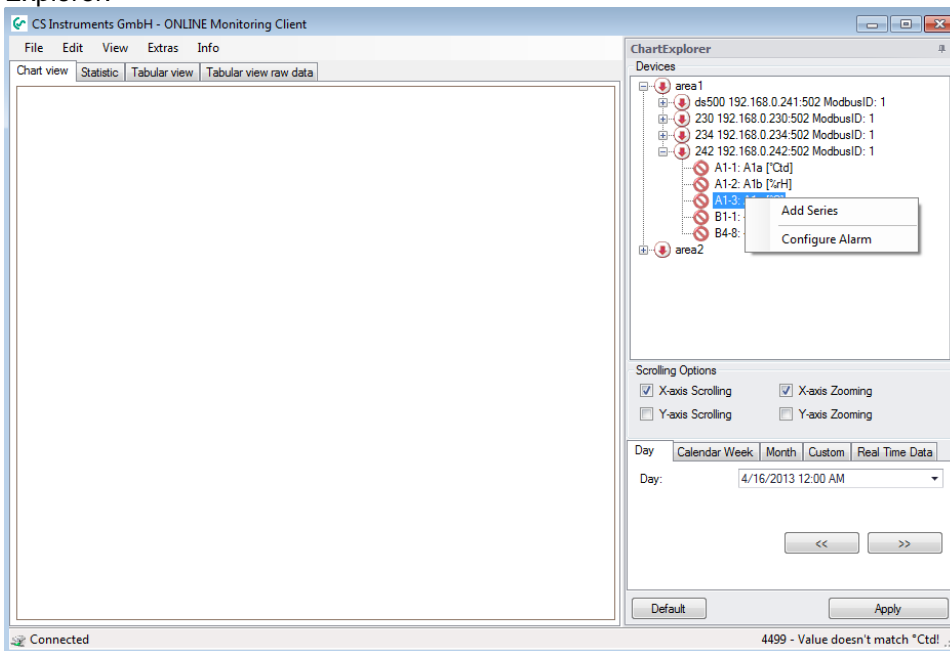 CS Instruments GmbH - ONLINE Monitoring Client
File Edit View Extras Info
Chart view Statistic Tabular view Tabular view raw data
ChartExplorer
Devices
area1
ds500 192.168.0.241:502 ModbusID: 1
230 192.168.0.230:502 ModbusID: 1
234 192.168.0.234:502 ModbusID: 1
242 192.168.0.242:502 ModbusID: 1
A1-1: A1a [°Ctd]
A1-2: A1b [%rH]
A1-3:
B1-1:
B4-8:
area2
Add Series
Configure Alarm
Scrolling Options
X-axis Scrolling X-axis Zooming
Y-axis Scrolling Y-axis Zooming
Day Calendar Week Month Custom Real Time Data
Day: 4/16/2013 12:00 AM
<< >>
Default Apply
Connected 4499 - Value doesn't match °Ctd!